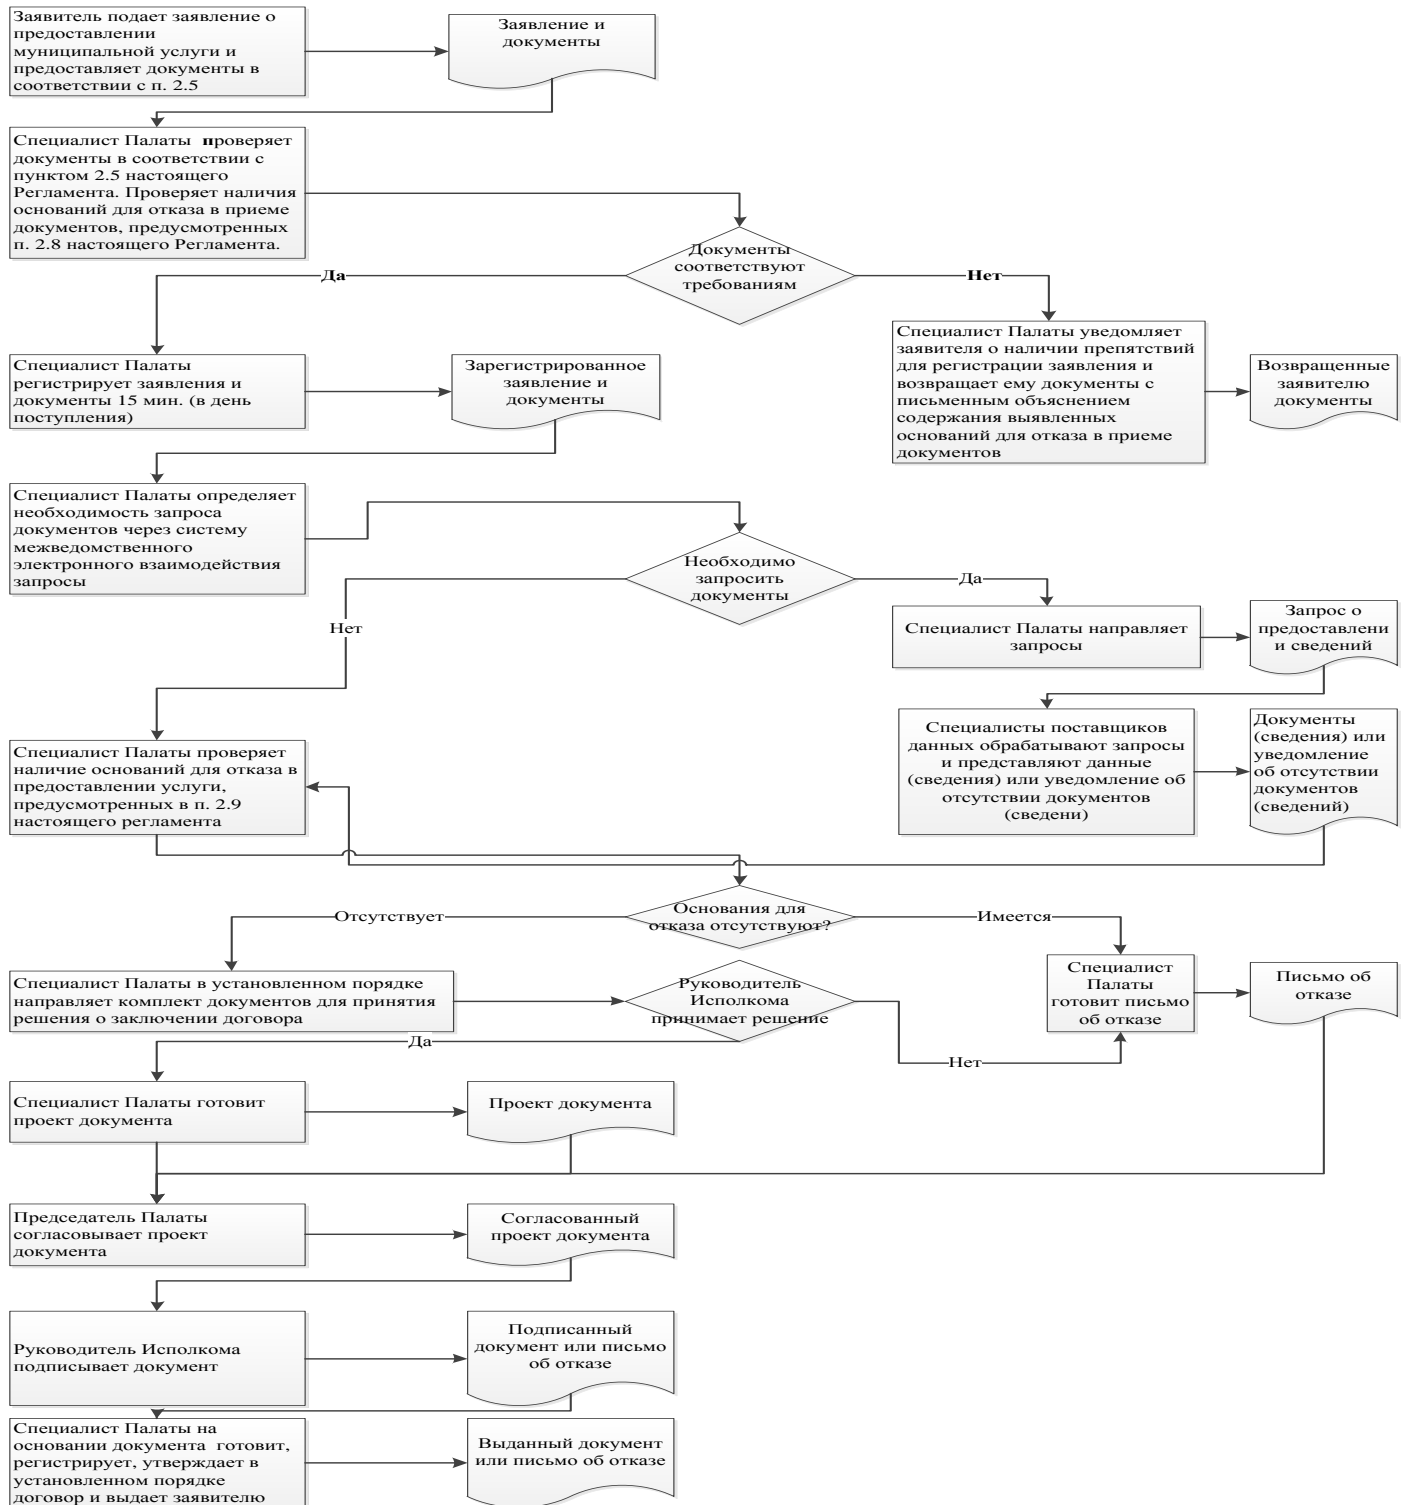 Заявитель подает заявление о
предоставлении
муниципальной услуги и
предоставляет документы в
соответствии с п. 2.5
Заявление и
документы
Специалист Палаты  проверяет
документы в соответствии с
пунктом 2.5 настоящего
Регламента. Проверяет наличия
оснований для отказа в приеме
документов, предусмотренных
п. 2.8 настоящего Регламента.
Документы
соответствуют
требованиям
Да
Нет
Специалист Палаты
регистрирует заявления и
документы 15 мин. (в день
поступления)
Зарегистрированное
заявление и
документы
Специалист Палаты уведомляет
заявителя о наличии препятствий
для регистрации заявления и
возвращает ему документы с
письменным объяснением
содержания выявленных
оснований для отказа в приеме
документов
Возвращенные
заявителю
документы
Специалист Палаты определяет
необходимость запроса
документов через систему
межведомственного
электронного взаимодействия
запросы
Необходимо
запросить
документы
Да
Нет
Специалист Палаты направляет
запросы
Запрос о
предоставлени
и сведений
Специалист Палаты проверяет
наличие оснований для отказа в
предоставлении услуги,
предусмотренных в п. 2.9
настоящего регламента
Специалисты поставщиков
данных обрабатывают запросы
и представляют данные
(сведения) или уведомление об
отсутствии документов
(сведени)
Документы
(сведения) или
уведомление
об отсутствии
документов
(сведений)
Основания для
отказа отсутствуют?
Отсутствует
Имеется
Специалист Палаты в установленном порядке
направляет комплект документов для принятия
решения о заключении договора
Руководитель
Исполкома
принимает решение
Специалист
Палаты
готовит письмо
об отказе
Письмо об
отказе
Да
Нет
Специалист Палаты готовит
проект документа
Проект документа
Председатель Палаты
согласовывает проект
документа
Согласованный
проект документа
Руководитель Исполкома
подписывает документ
Подписанный
документ или письмо
об отказе
Специалист Палаты на
основании документа  готовит,
регистрирует, утверждает в
установленном порядке
договор и выдает заявителю
Выданный документ
или письмо об отказе